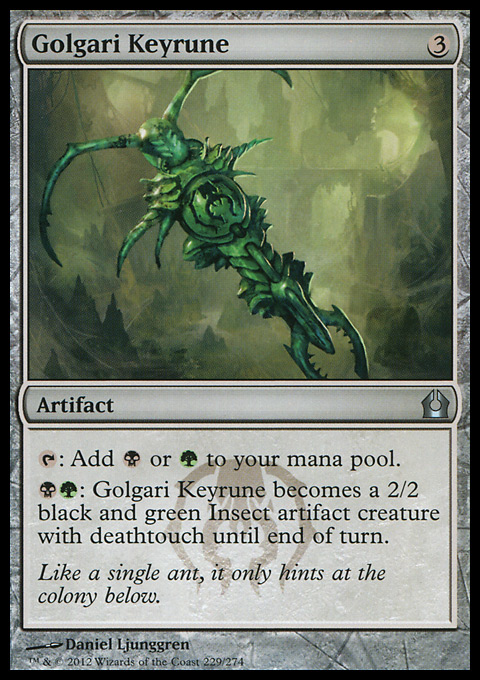 Golgari Keyrune 3
Artifact
: Add or to your mana pool.
: Golgari Keyrune becomes a 2/2
black and green Insect artifact creature
with deathtouch until end of turn.
Like a single ant, it only hints at the
colony below.
Daniel Ljunggren
™ & © 2012 Wizards of the Coast 229/274